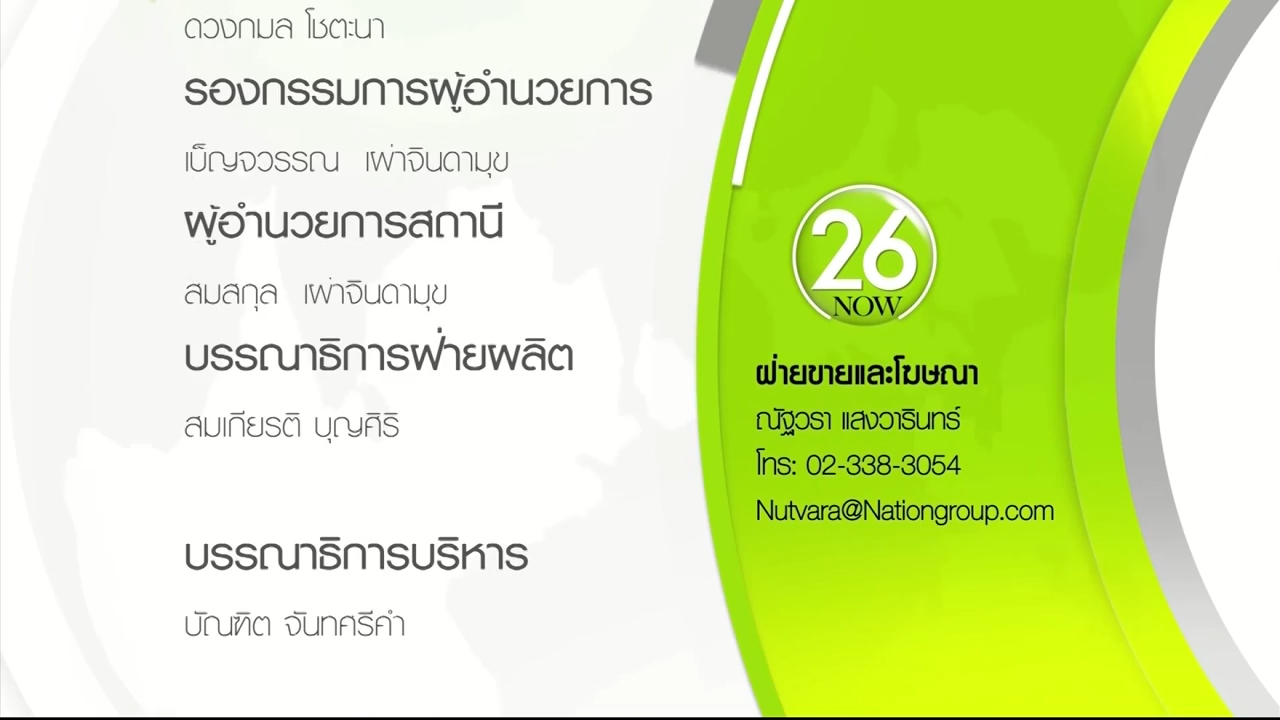 ดวงกมล โชตะนา
รองกรรมการผู้อำนวยการ
เบ็ญจวรรณ เผ่าจินดามุข
ผู้อำนวยการสถานี
สมสกุล เผ่าจินดามุข
บรรณาธิการฝ่ายผลิต
สมเกียรติ บุญศิริ
บรรณาธิการบริหาร
บัณฑิต จันทศรีคำ
26
NOW
ฝ่ายขายและโฆษณา
ณัฐวรา แสงวารินทร์
โทร: 02-338-3054
Nutvara@Nationgroup.com